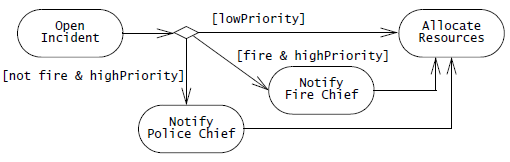 Open
Incident
[lowPriority]
Allocate
Resources
[fire & highPriority]
[not fire & highPriority]
Notify
Fire Chief
Notify
Police Chief